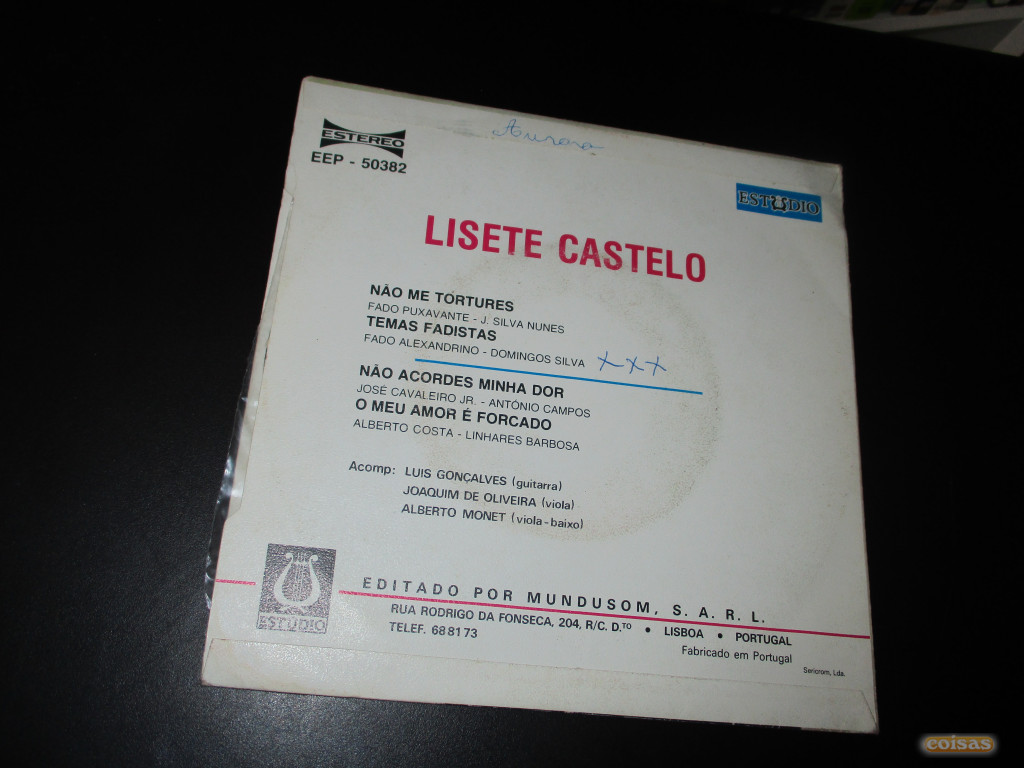 Aurora
ESTEREO
EEP - 50382
ESTUDIO
LISETE CASTELO
NÃO ME TORTURES
FADO PUXAVANTE - J. SILVA NUNES
TEMAS FADISTAS
FADO ALEXANDRINO - DOMINGOS SILVA xxx
NÃO ACORDES MINHA DOR
JOSÉ CAVALEIRO JR. - ANTÓNIO CAMPOS
O MEU AMOR É FORCADO
ALBERTO COSTA - LINHARES BARBOSA
Acomp: LUIS GONÇALVES (guitarra)
JOAQUIM DE OLIVEIRA (viola)
ALBERTO MONET (viola-baixo)
ESTÚDIO
EDITADO POR MUNDUSOM, S. A. R. L.
RUA RODRIGO DA FONSECA, 204, R/C. D.TO • LISBOA • PORTUGAL
TELEF. 688173
Fabricado em Portugal
Sericrom, Lda.
coisas